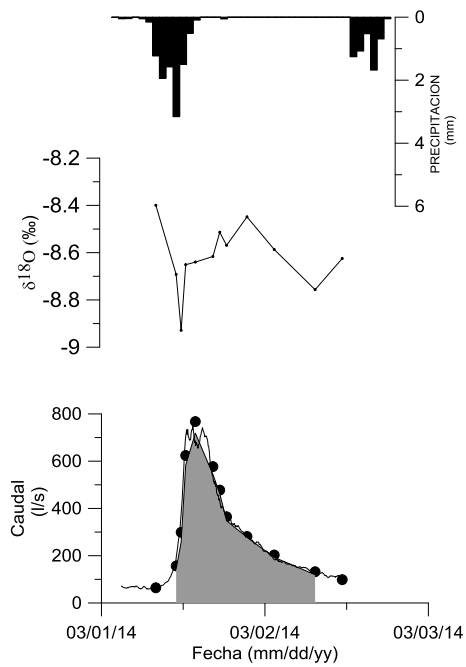 0
2
4
6
PRECIPITACION
(mm)
-8.2
-8.4
-8.6
-8.8
-9
δ18O (‰)
800
600
400
200
0
Caudal
(l/s)
03/01/14 03/02/14 03/03/14
Fecha (mm/dd/yy)